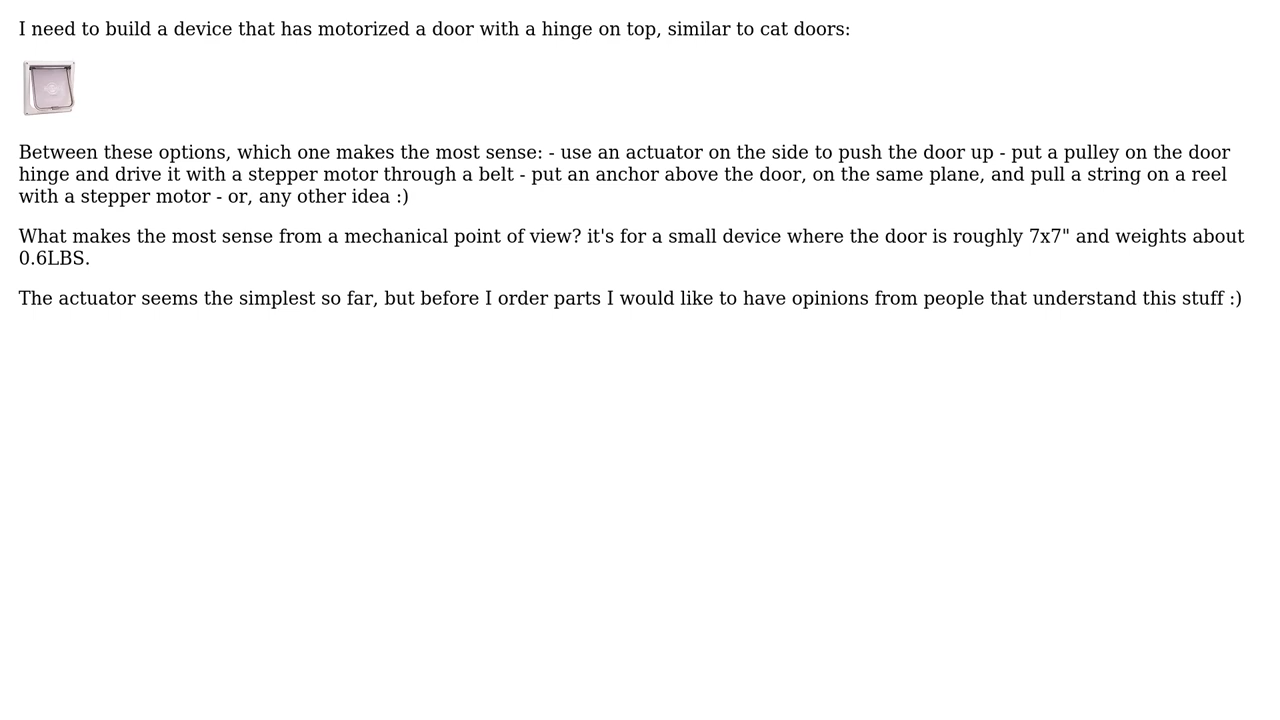 I need to build a device that has motorized a door with a hinge on top, similar to cat doors:
Between these options, which one makes the most sense: - use an actuator on the side to push the door up - put a pulley on the door
hinge and drive it with a stepper motor through a belt - put an anchor above the door, on the same plane, and pull a string on a reel
with a stepper motor - or, any other idea :)
What makes the most sense from a mechanical point of view? it's for a small device where the door is roughly 7x7" and weights about
0.6LBS.
The actuator seems the simplest so far, but before I order parts I would like to have opinions from people that understand this stuff :)